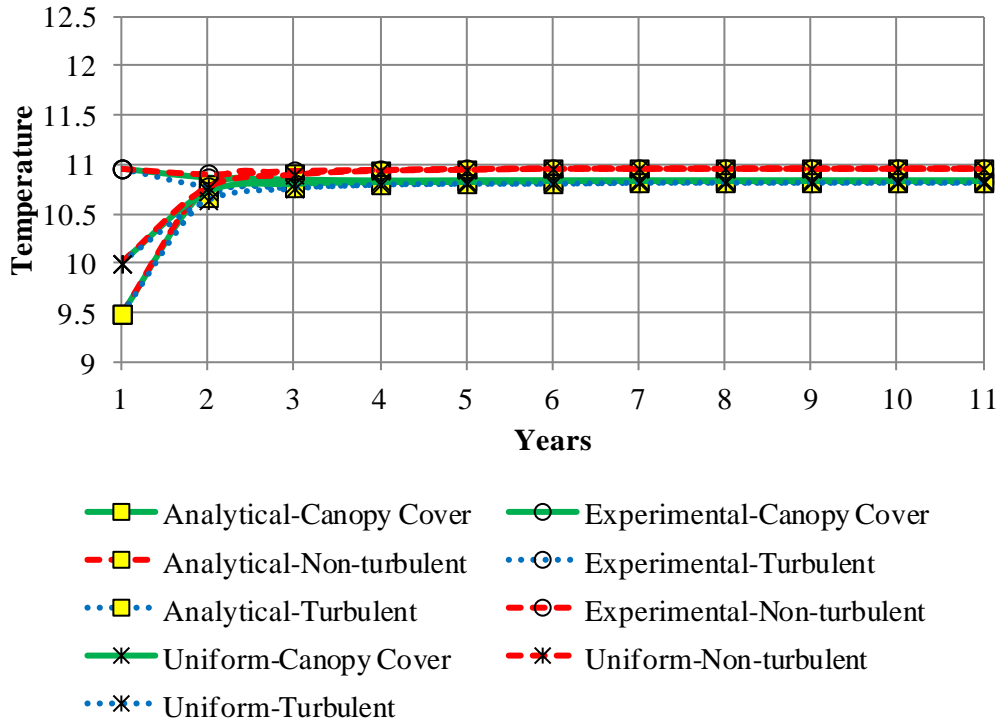 12.5
12
11.5
11
10.5
10
9.5
9
Temperature
1 2 3 4 5 6 7 8 9 10 11
Years
Analytical-Canopy Cover
Experimental-Canopy Cover
Analytical-Non-turbulent
Experimental-Turbulent
Analytical-Turbulent
Experimental-Non-turbulent
Uniform-Canopy Cover
Uniform-Non-turbulent
Uniform-Turbulent